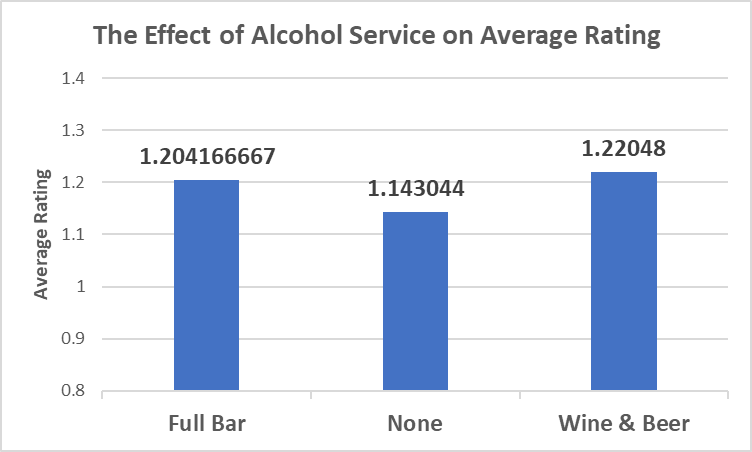 The Effect of Alcohol Service on Average Rating
1.4
1.3
1.2
1.1
1
0.9
0.8
Average Rating
1.204166667
1.143044
1.22048
Full Bar
None
Wine & Beer